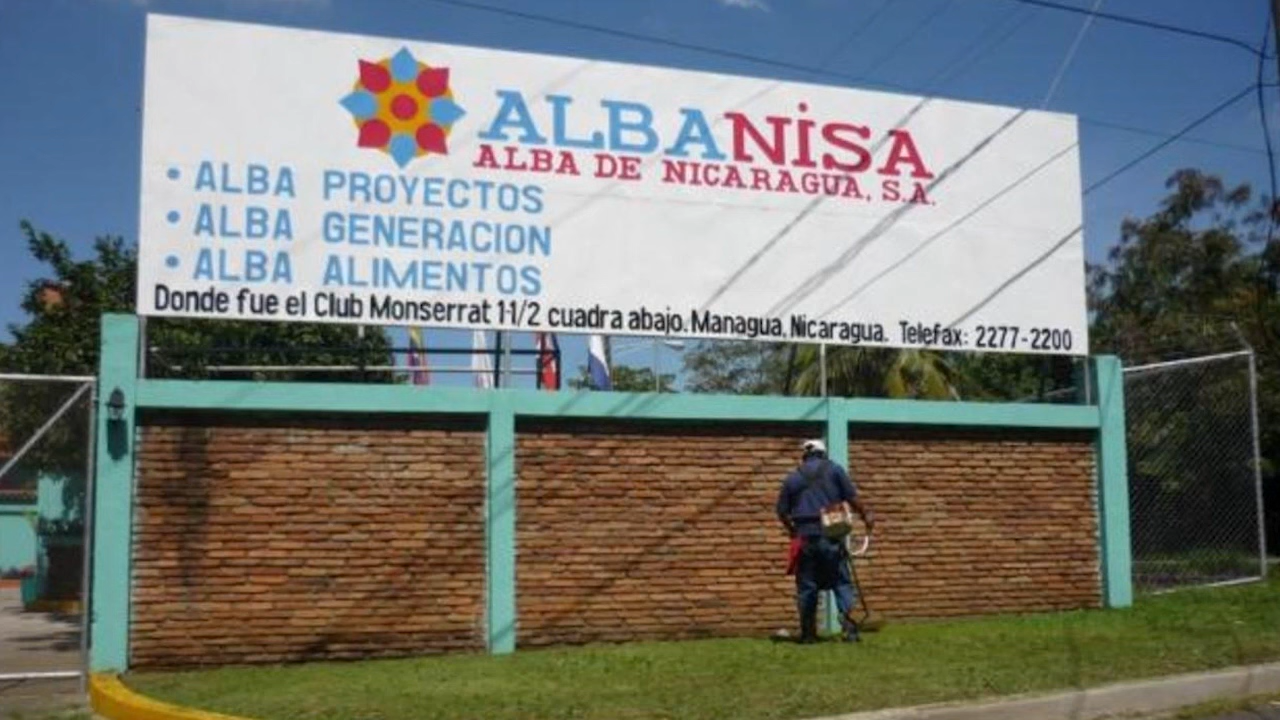 ALBANISA
ALBA DE NICARAGUA, S.A.
• ALBA PROYECTOS
• ALBA GENERACION
• ALBA ALIMENTOS
Donde fue el Club Monserrat 1-1/2 cuadra abajo. Managua, Nicaragua. Telefax: 2277-2200